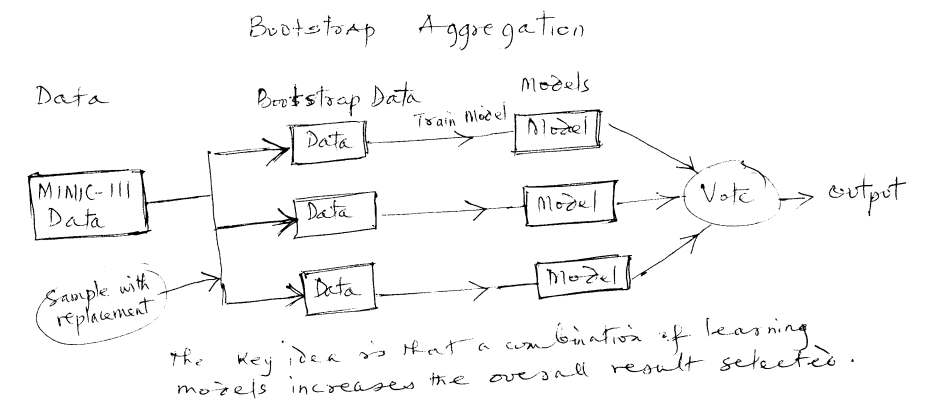 Bootstrap Aggregation
Data
Bootstrap Data
Models
Train Model
Data
Model
MIMIC-III
Data
Data
Model
Vote
output
Sample with
replacement
Data
Model
The key idea is that a combination of learning
models increases the overall result selected.